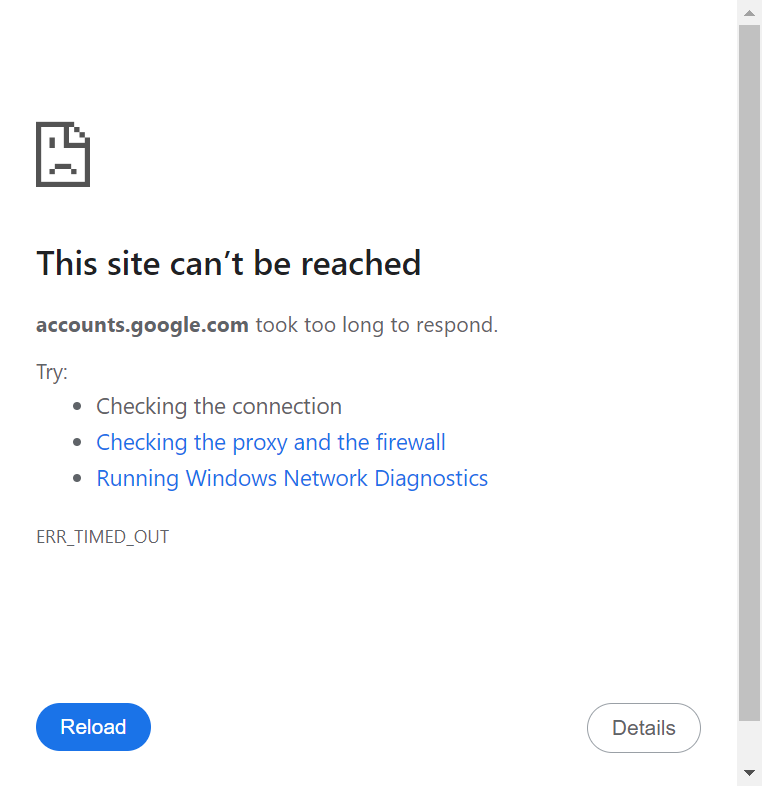 This site can’t be reached
accounts.google.com took too long to respond.
Try:
Checking the connection
Checking the proxy and the firewall
Running Windows Network Diagnostics
ERR_TIMED_OUT
Reload
Details